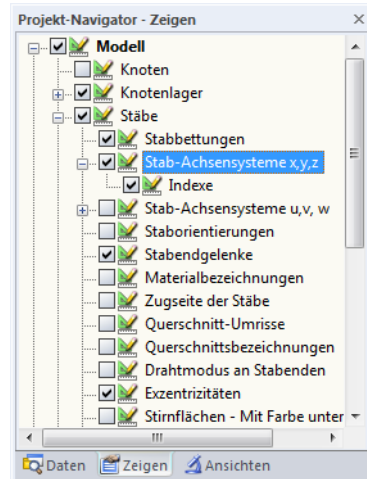 Projekt-Navigator - Zeigen
Modell
Knoten
Knotenlager
Stäbe
Stabbettungen
Stab-Achsensysteme x,y,z
Indexe
Stab-Achsensysteme u,v, w
Staborientierungen
Stabendgelenke
Materialbezeichnungen
Zugseite der Stäbe
Querschnitt-Umrisse
Querschnittsbezeichnungen
Drahtmodus an Stabenden
Exzentrizitäten
Stirnflächen - Mit Farbe unter
Daten Zeigen Ansichten